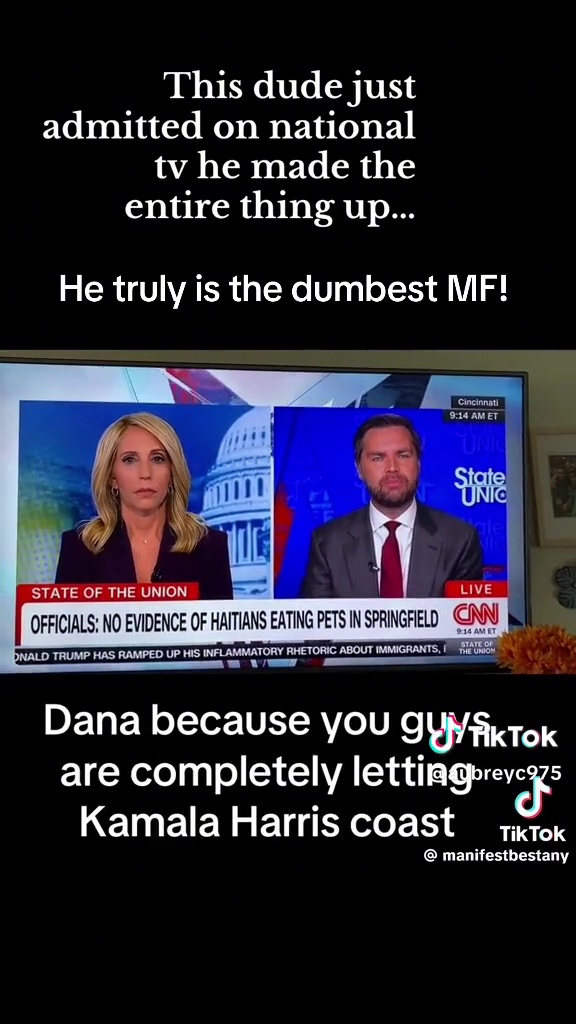 This dude just
admitted on national
tv he made the
entire thing up...
He truly is the dumbest MF!
Cincinnati
9:14 AM ET
State
UNIO
STATE OF THE UNION
LIVE
OFFICIALS: NO EVIDENCE OF HAITIANS EATING PETS IN SPRINGFIELD
CNN
9:14 AM ET
ONALD TRUMP HAS RAMPED UP HIS INFLAMMATORY RHETORIC ABOUT IMMIGRANTS, I
STATE OF
THE UNION
Dana because you guys
are completely letting
Kamala Harris coast
TikTok
@aubreyc975
TikTok
@ manifestbestany